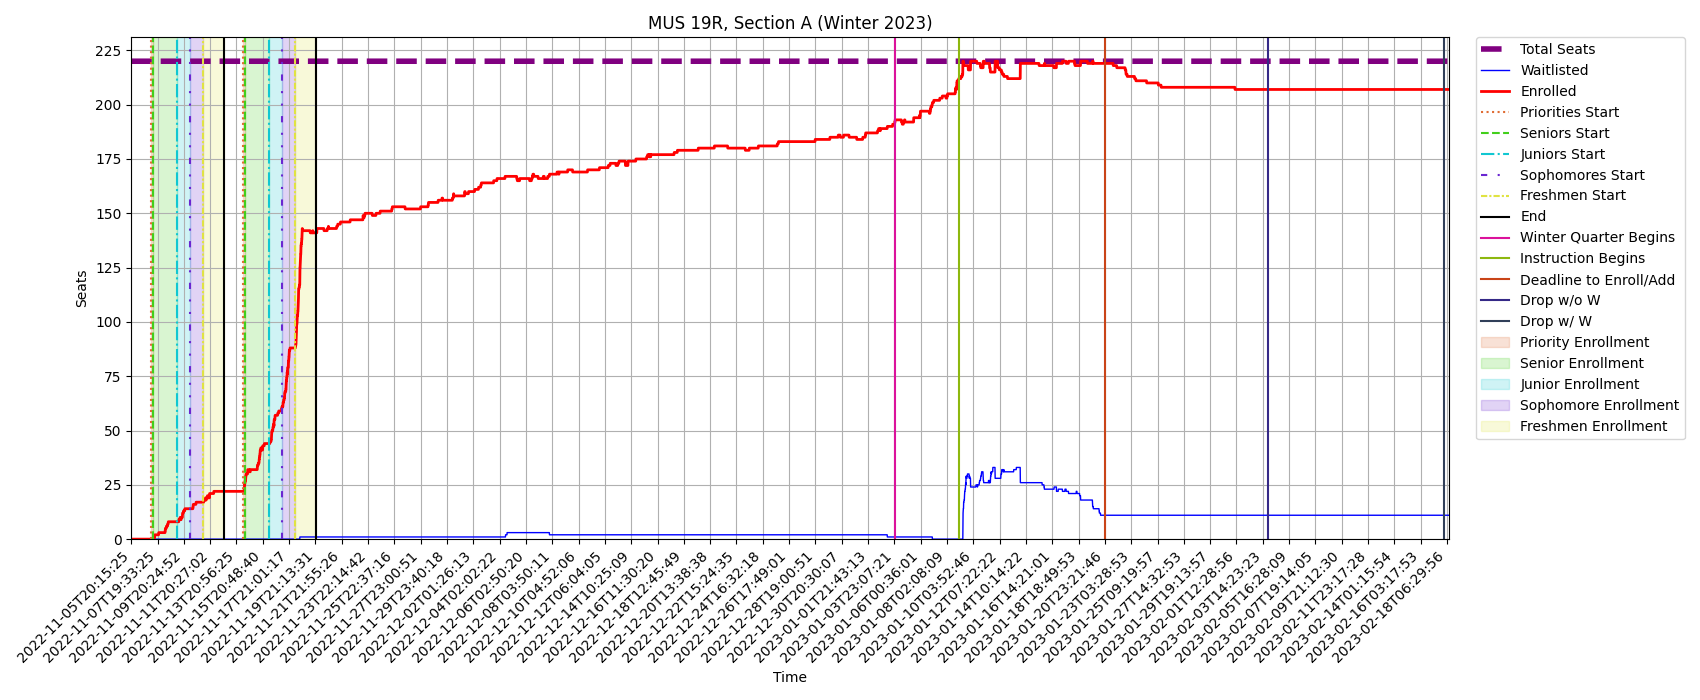 MUS 19R, Section A (Winter 2023)
Seats
225
200
175
150
125
100
75
50
25
0
2022-11-05T20:15:25
2022-11-07T19:33:25
2022-11-09T20:24:52
2022-11-11T20:27:02
2022-11-13T20:56:25
2022-11-15T20:48:40
2022-11-17T21:01:17
2022-11-19T21:13:31
2022-11-21T21:55:26
2022-11-23T22:14:42
2022-11-25T22:37:16
2022-11-27T23:00:51
2022-11-29T23:40:18
2022-12-02T01:26:13
2022-12-04T02:02:22
2022-12-06T02:50:20
2022-12-08T03:50:11
2022-12-10T04:52:06
2022-12-12T06:04:05
2022-12-14T10:25:09
2022-12-16T11:30:20
2022-12-18T12:45:49
2022-12-20T13:38:38
2022-12-22T15:24:35
2022-12-24T16:32:18
2022-12-26T17:49:01
2022-12-28T19:00:51
2022-12-30T20:30:07
2023-01-01T21:43:13
2023-01-03T23:07:21
2023-01-06T00:36:01
2023-01-08T02:08:09
2023-01-10T03:52:46
2023-01-12T07:22:22
2023-01-14T10:14:22
2023-01-16T14:21:01
2023-01-18T18:49:53
2023-01-20T23:21:46
2023-01-23T03:28:53
2023-01-25T09:19:57
2023-01-27T14:32:53
2023-01-29T19:13:57
2023-02-01T12:28:56
2023-02-03T14:23:23
2023-02-05T16:28:09
2023-02-07T19:14:05
2023-02-09T21:12:30
2023-02-11T23:17:28
2023-02-14T01:15:54
2023-02-16T03:17:53
2023-02-18T06:29:56
Time
Total Seats
Waitlisted
Enrolled
Priorities Start
Seniors Start
Juniors Start
Sophomores Start
Freshmen Start
End
Winter Quarter Begins
Instruction Begins
Deadline to Enroll/Add
Drop w/o W
Drop w/ W
Priority Enrollment
Senior Enrollment
Junior Enrollment
Sophomore Enrollment
Freshmen Enrollment